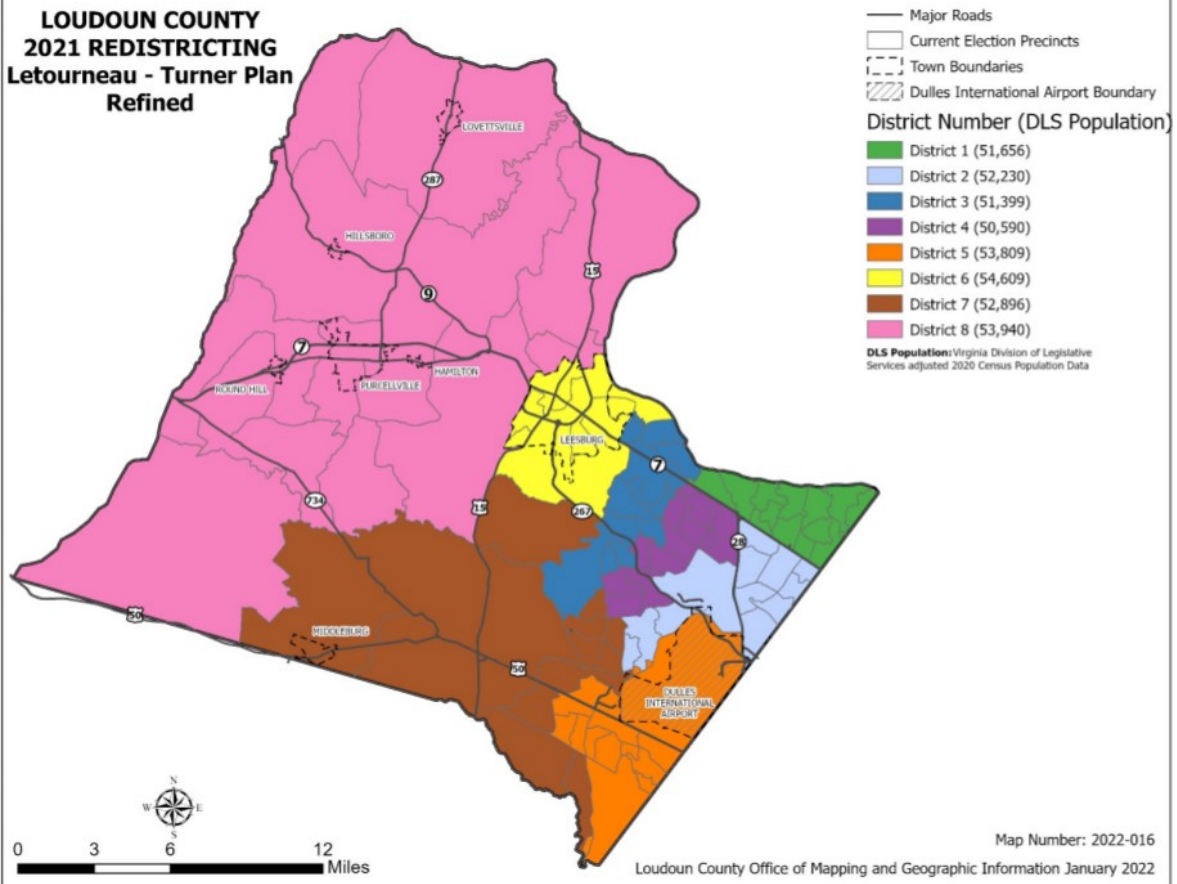 LOUDOUN COUNTY
2021 REDISTRICTING
Letourneau - Turner Plan
Refined
Major Roads
Current Election Precincts
Town Boundaries
Dulles International Airport Boundary
District Number (DLS Population)
District 1 (51,656)
District 2 (52,230)
District 3 (51,399)
District 4 (50,590)
District 5 (53,809)
District 6 (54,609)
District 7 (52,896)
District 8 (53,940)
DLS Population: Virginia Division of Legislative
Services adjusted 2020 Census Population Data
LOVETTSVILLE
287
HILLSBORO
15
9
7
HAMILTON
ROUND HILL
PURCELLVILLE
LEESBURG
7
734
15
267
28
50
MIDDLEBURG
50
DULLES
INTERNATIONAL
AIRPORT
N
W
E
S
0
3
6
12
Miles
Map Number: 2022-016
Loudoun County Office of Mapping and Geographic Information January 2022